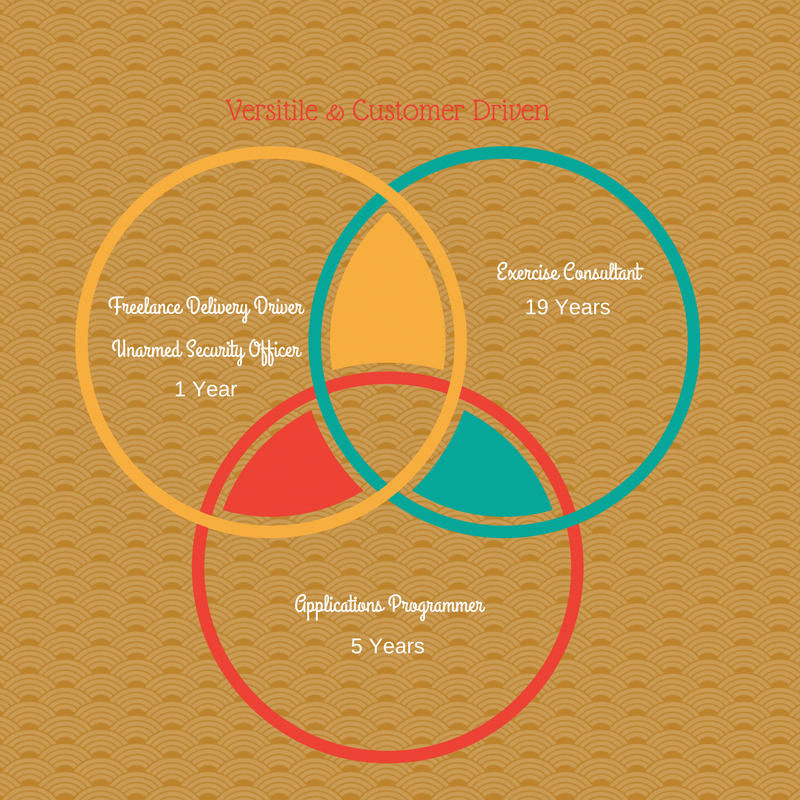 Versitile & Customer Driven
Freelance Delivery Driver
Unarmed Security Officer
1 Year
Exercise Consultant
19 Years
Applications Programmer
5 Years